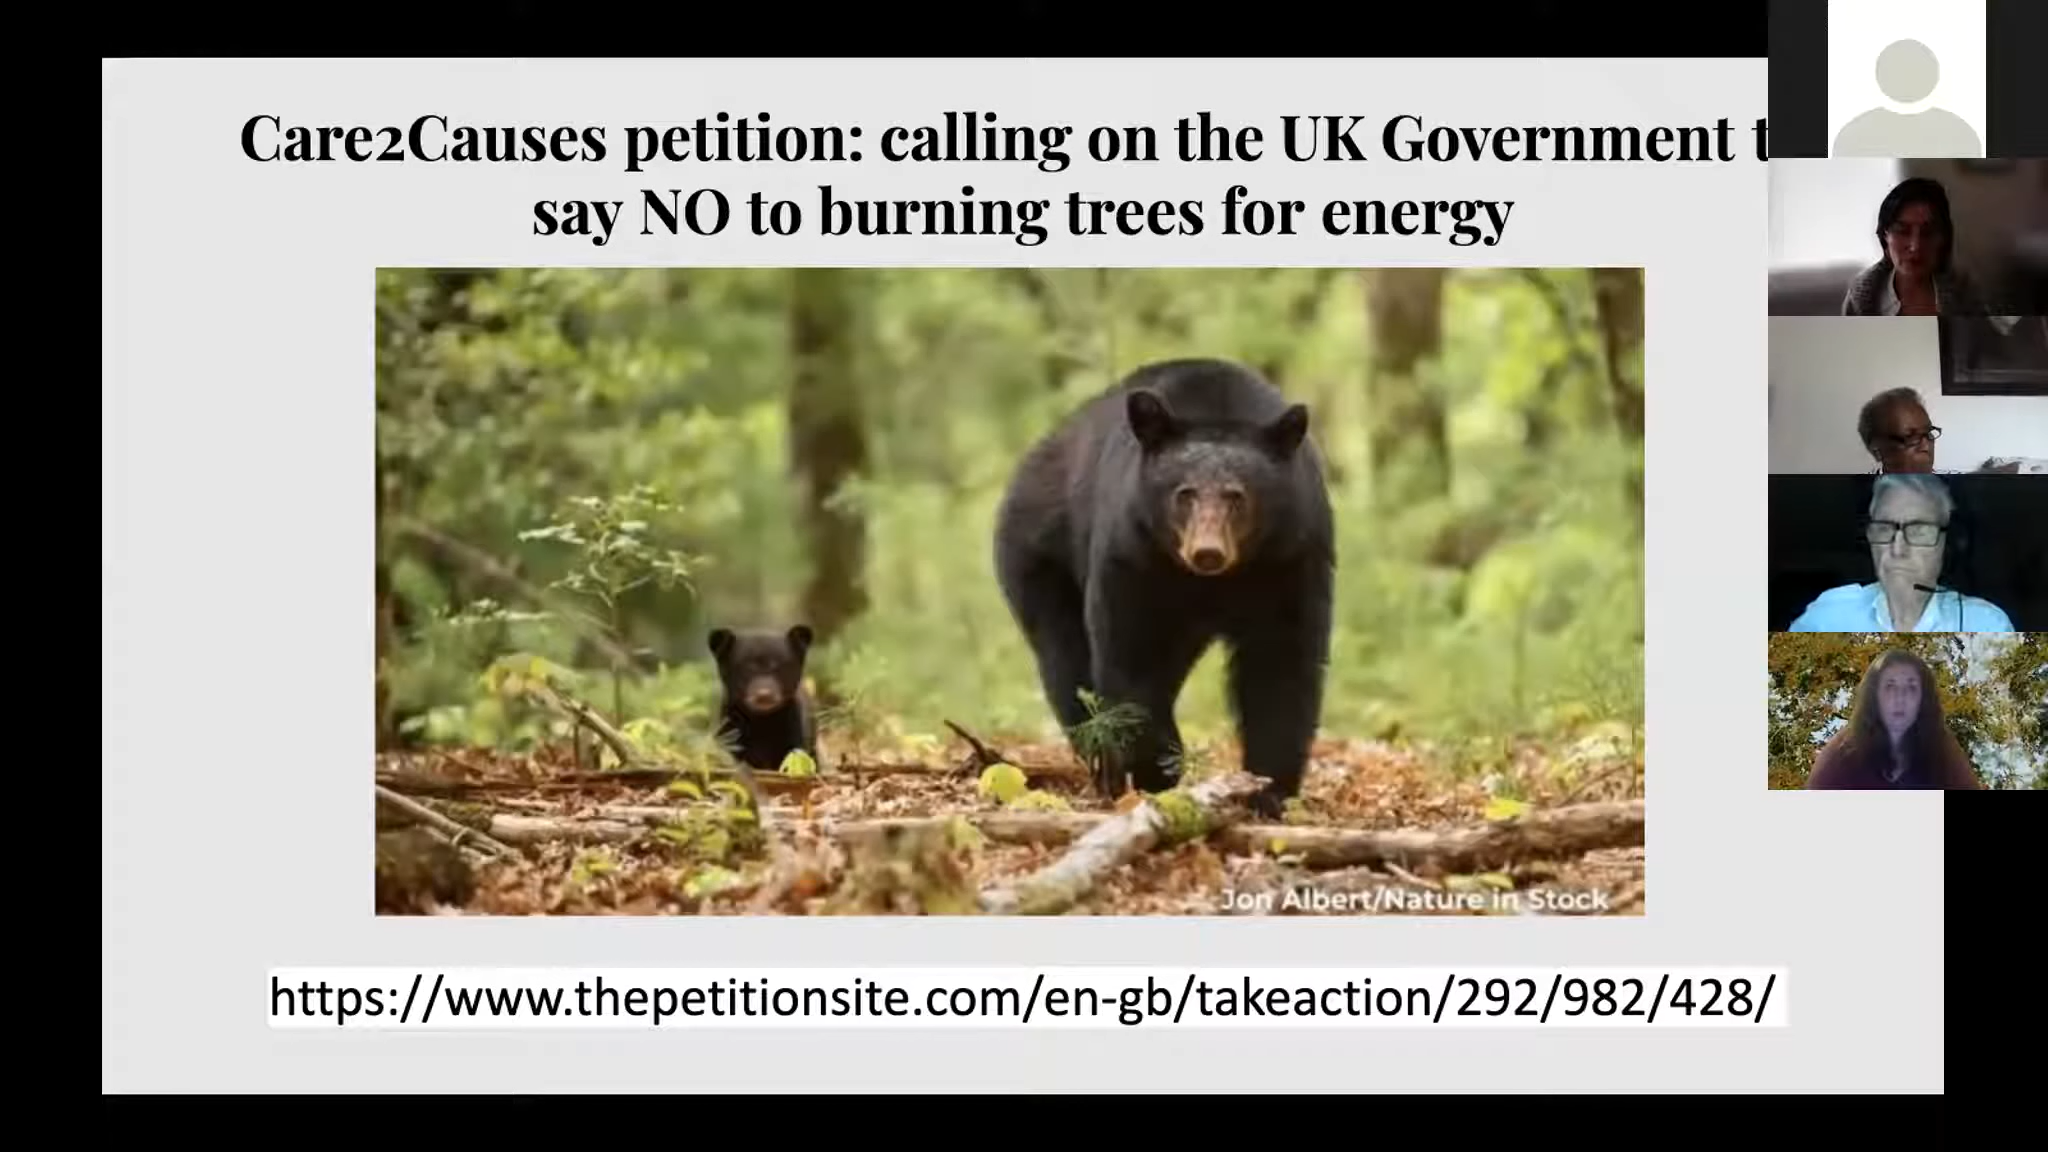 Care2Causes petition: calling on the UK Government t
say NO to burning trees for energy
Jon Albert/Nature in Stock
https://www.thepetitionsite.com/en-gb/takeaction/292/982/428/